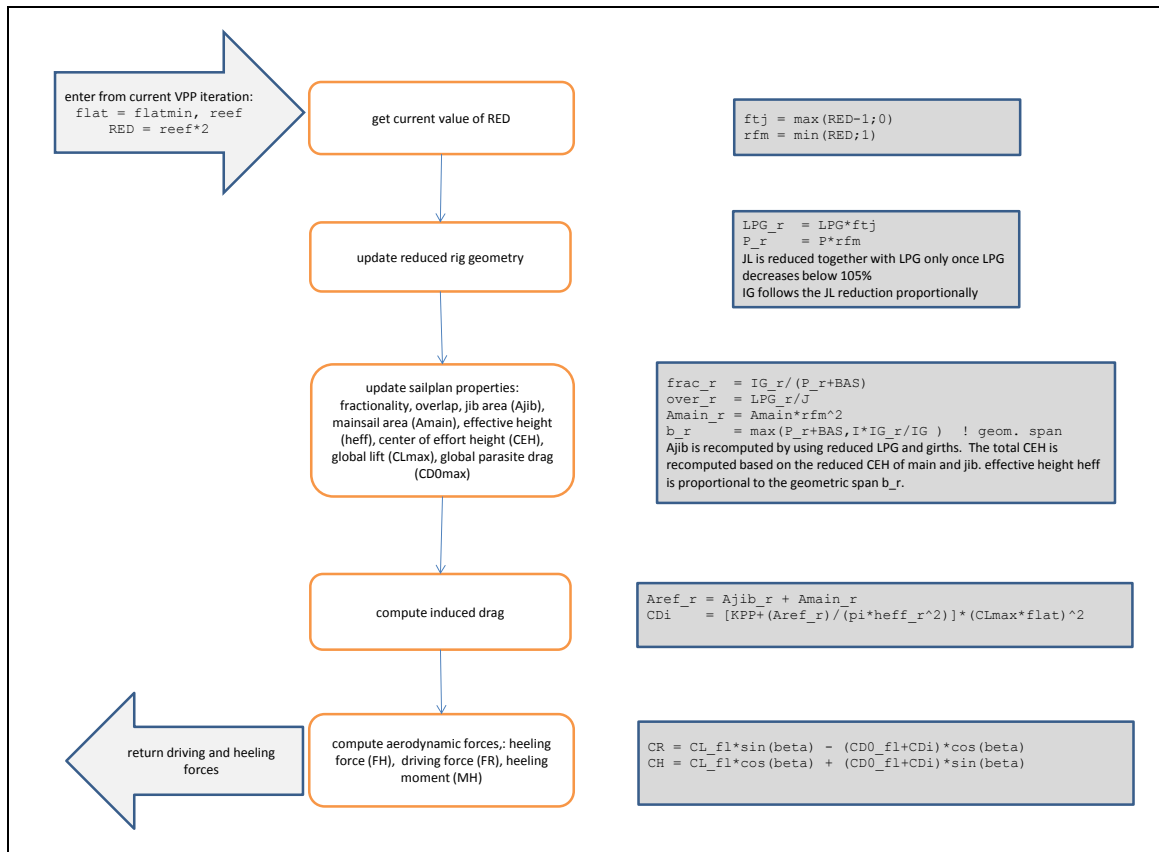 enter from current VPP iteration:
flat = flatmin, reef
RED = reef*2
get current value of RED
ftj = max(RED-1;0)
rfm = min(RED;1)
update reduced rig geometry
LPG_r  = LPG*ftj
P_r    = P*rfm
JL is reduced together with LPG only once LPG
decreases below 105%
IG follows the JL reduction proportionally
update sailplan properties:
fractionality, overlap, jib area (Ajib),
mainsail area (Amain), effective height
(heff), center of effort height (CEH),
global lift (CLmax), global parasite drag
(CD0max)
frac_r  = IG_r/(P_r+BAS)
over_r  = LPG_r/J
Amain_r = Amain*rfm^2
b_r     = max(P_r+BAS,I*IG_r/IG )  ! geom. span
Ajib is recomputed by using reduced LPG and girths.  The total CEH is
recomputed based on the reduced CEH of main and jib. effective height heff
is proportional to the geometric span b_r.
compute induced drag
Aref_r = Ajib_r + Amain_r
CDi    = [KPP+(Aref_r)/(pi*heff_r^2)]*(CLmax*flat)^2
return driving and heeling
forces
compute aerodynamic forces,: heeling
force (FH),  driving force (FR), heeling
moment (MH)
CR = CL_fl*sin(beta) - (CD0_fl+CDi)*cos(beta)
CH = CL_fl*cos(beta) + (CD0_fl+CDi)*sin(beta)